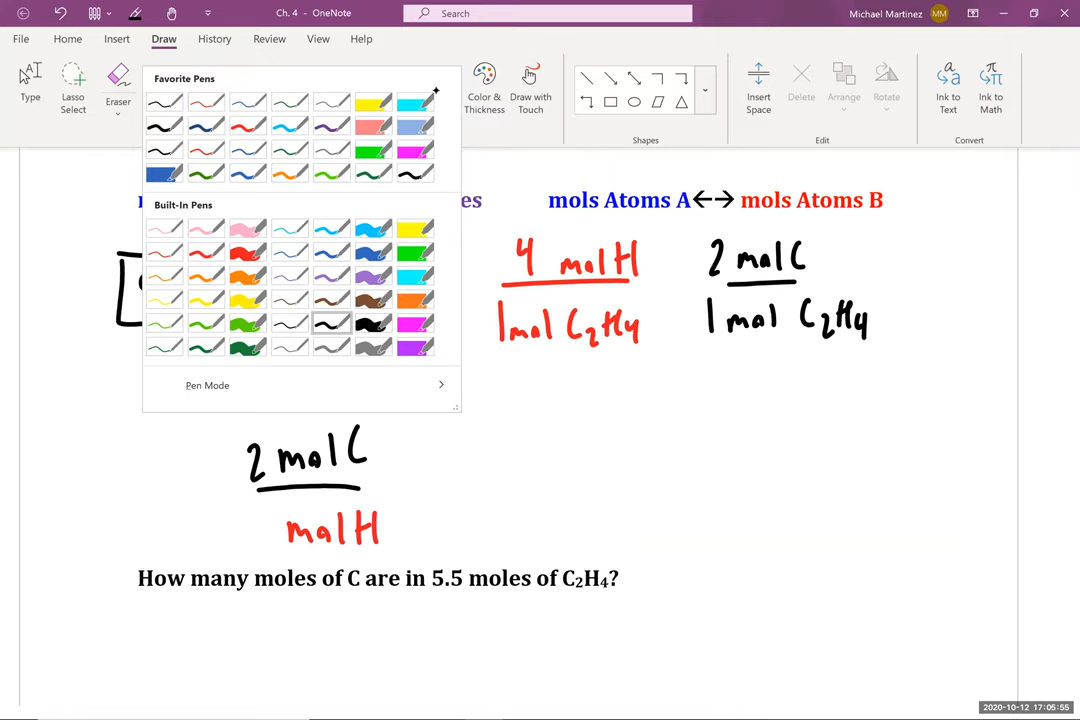 Ch. 4 - OneNote
Search
Michael Martinez MM
File Home Insert Draw History Review View Help
Type
Lasso Select
Eraser
Favorite Pens
Built-In Pens
Pen Mode
Color & Thickness
Draw with Touch
Shapes
Insert Space
Delete
Arrange
Rotate
Edit
Ink to Text
Ink to Math
Convert
es mols Atoms A←→ mols Atoms B
4 mol H
1 mol C₂H₄
2 mol C
1 mol C₂H₄
2 mol C
mol H
How many moles of C are in 5.5 moles of C₂H₄?
2020-10-12 17:05:55